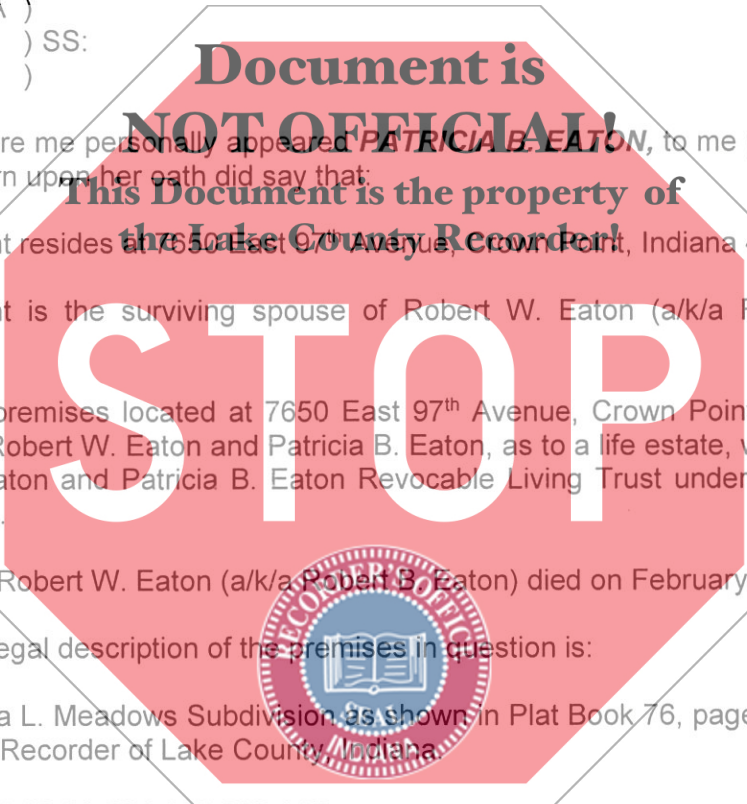 ) SS:
)
Document is
NOT OFFICIAL!
This Document is the property of
the Lake County Recorder!
re me personally appeared PATRICIA B. EATON, to me
n upon her oath did say that:
t resides at 7650 East 97th Avenue, Crown Point, Indiana
t is the surviving spouse of Robert W. Eaton (a/k/a
STOP
premises located at 7650 East 97th Avenue, Crown Poin
Robert W. Eaton and Patricia B. Eaton, as to a life estate,
aton and Patricia B. Eaton Revocable Living Trust under
Robert W. Eaton (a/k/a Robert B. Eaton) died on February
egal description of the premises in question is:
a L. Meadows Subdivision as shown in Plat Book 76, page
Recorder of Lake County, Indiana.
RECORDER'S OFFICE
SEAL
INDIANA